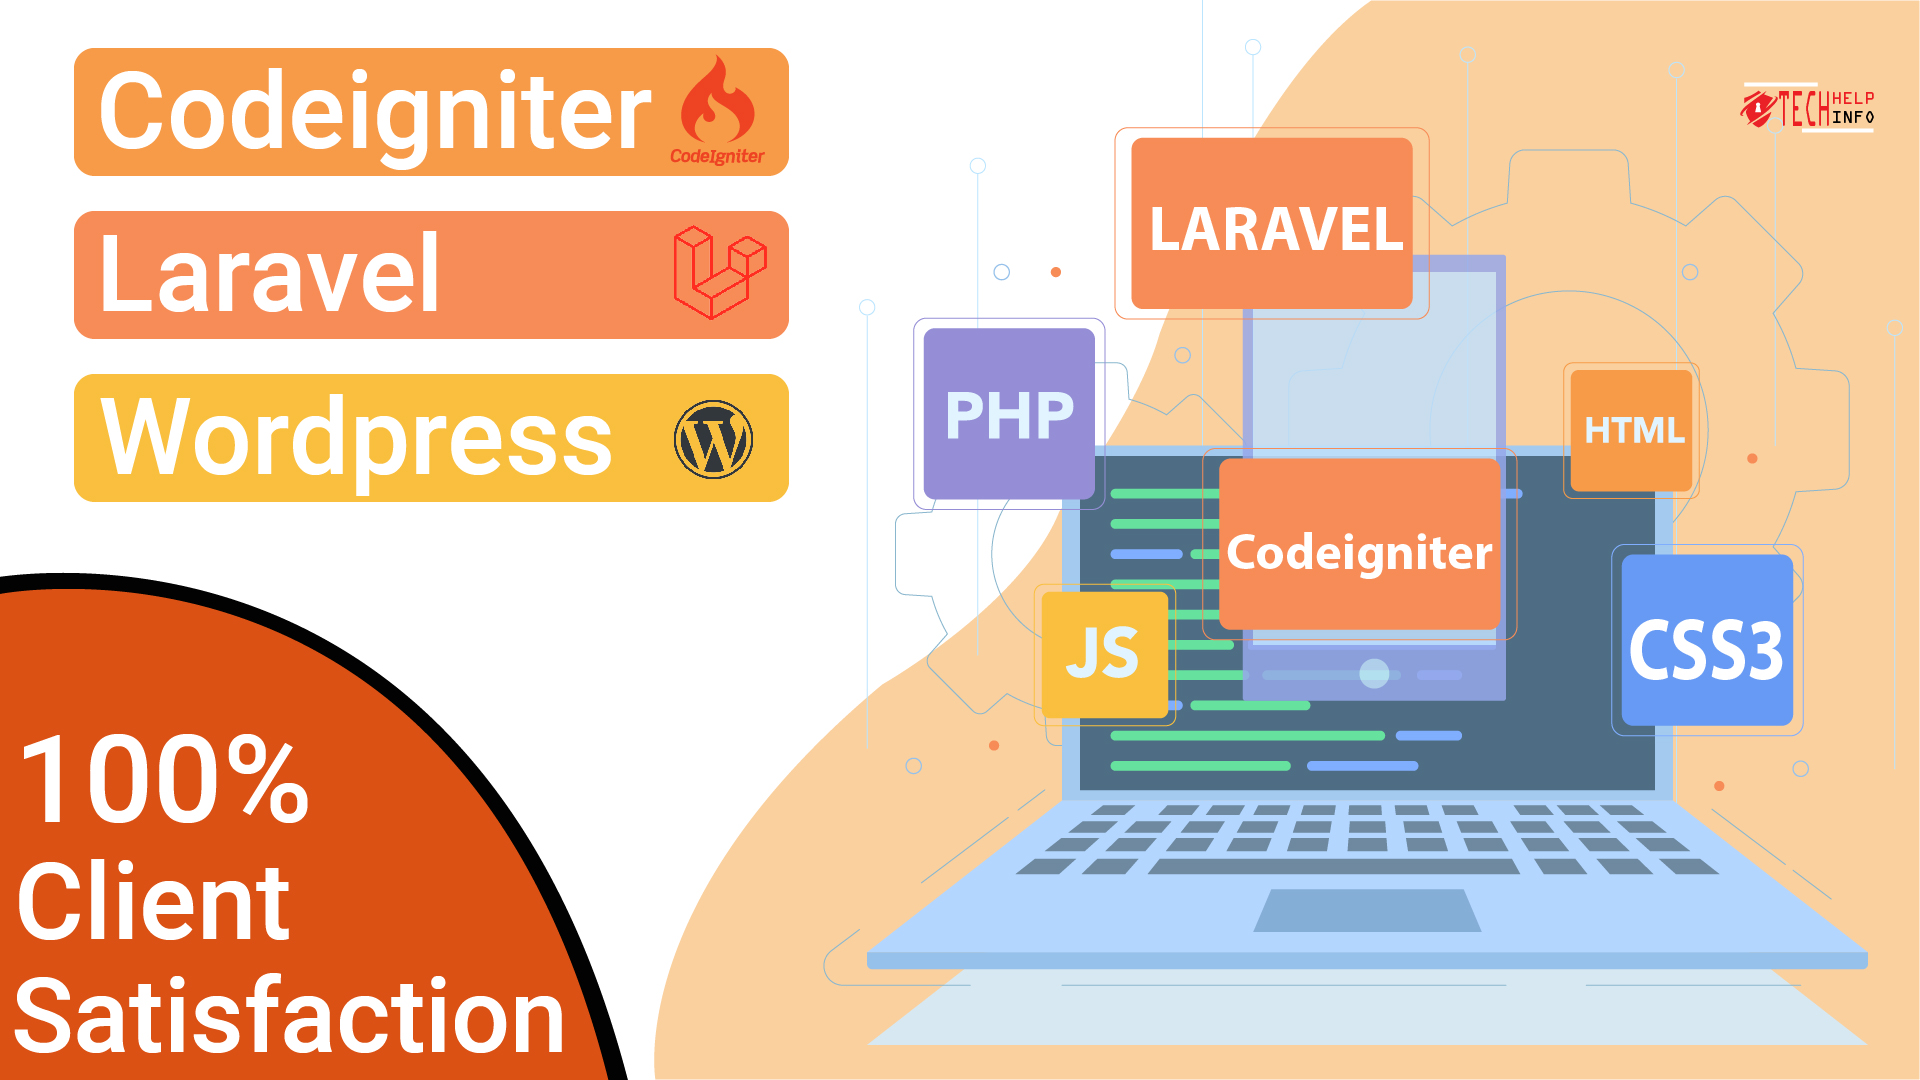 Codeigniter
CodeIgniter
Laravel
Wordpress
100%
Client
Satisfaction
TECH HELP
INFO
LARAVEL
PHP
HTML
Codeigniter
JS
CSS3